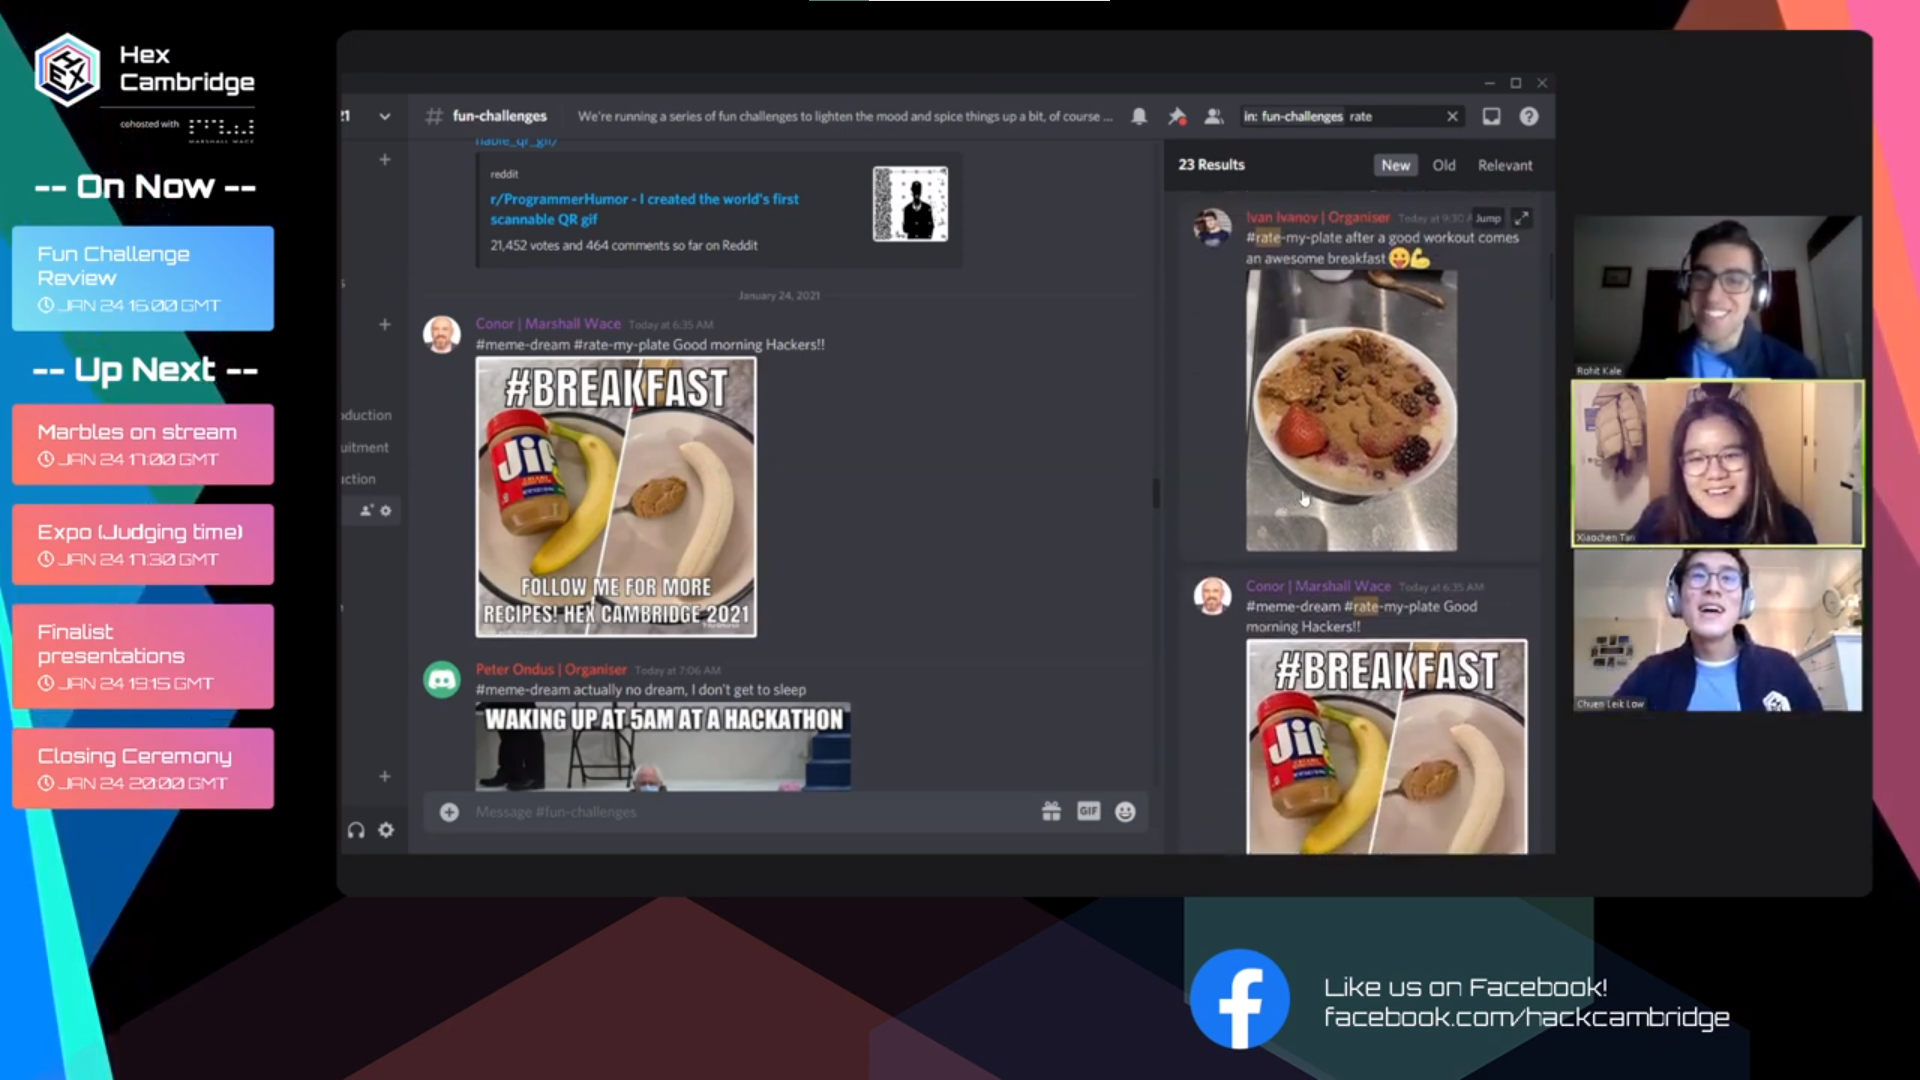 Hex
Cambridge
cohosted with
MARSHALL WACE
-- On Now --
Fun Challenge
Review
JAN 24 16:00 GMT
-- Up Next --
Marbles on stream
JAN 24 17:00 GMT
Expo (Judging time)
JAN 24 17:30 GMT
Finalist
presentations
JAN 24 19:15 GMT
Closing Ceremony
JAN 24 20:00 GMT
21
# fun-challenges
We're running a series of fun challenges to lighten the mood and spice things up a bit, of course ...
in: fun-challenges rate
oduction
uitment
ction
nable_qr_gif/
reddit
r/ProgrammerHumor - I created the world's first
scannable QR gif
21,452 votes and 464 comments so far on Reddit
January 24, 2021
Conor | Marshall Wace Today at 6:35 AM
#meme-dream #rate-my-plate Good morning Hackers!!
#BREAKFAST
JIF
FOLLOW ME FOR MORE
RECIPES! HEX CAMBRIDGE 2021
Peter Ondus | Organiser Today at 7:06 AM
#meme-dream actually no dream, I don't get to sleep
WAKING UP AT 5AM AT A HACKATHON
Message #fun-challenges
GIF
23 Results
New Old Relevant
Ivan Ivanov | Organiser Today at 9:30 Jump
#rate-my-plate after a good workout comes
an awesome breakfast 😛💪
Conor | Marshall Wace Today at 6:35 AM
#meme-dream #rate-my-plate Good
morning Hackers!!
#BREAKFAST
JIF
Rohit Kale
Xiaochen Tan
Chuen Leik Low
Like us on Facebook!
facebook.com/hackcambridge